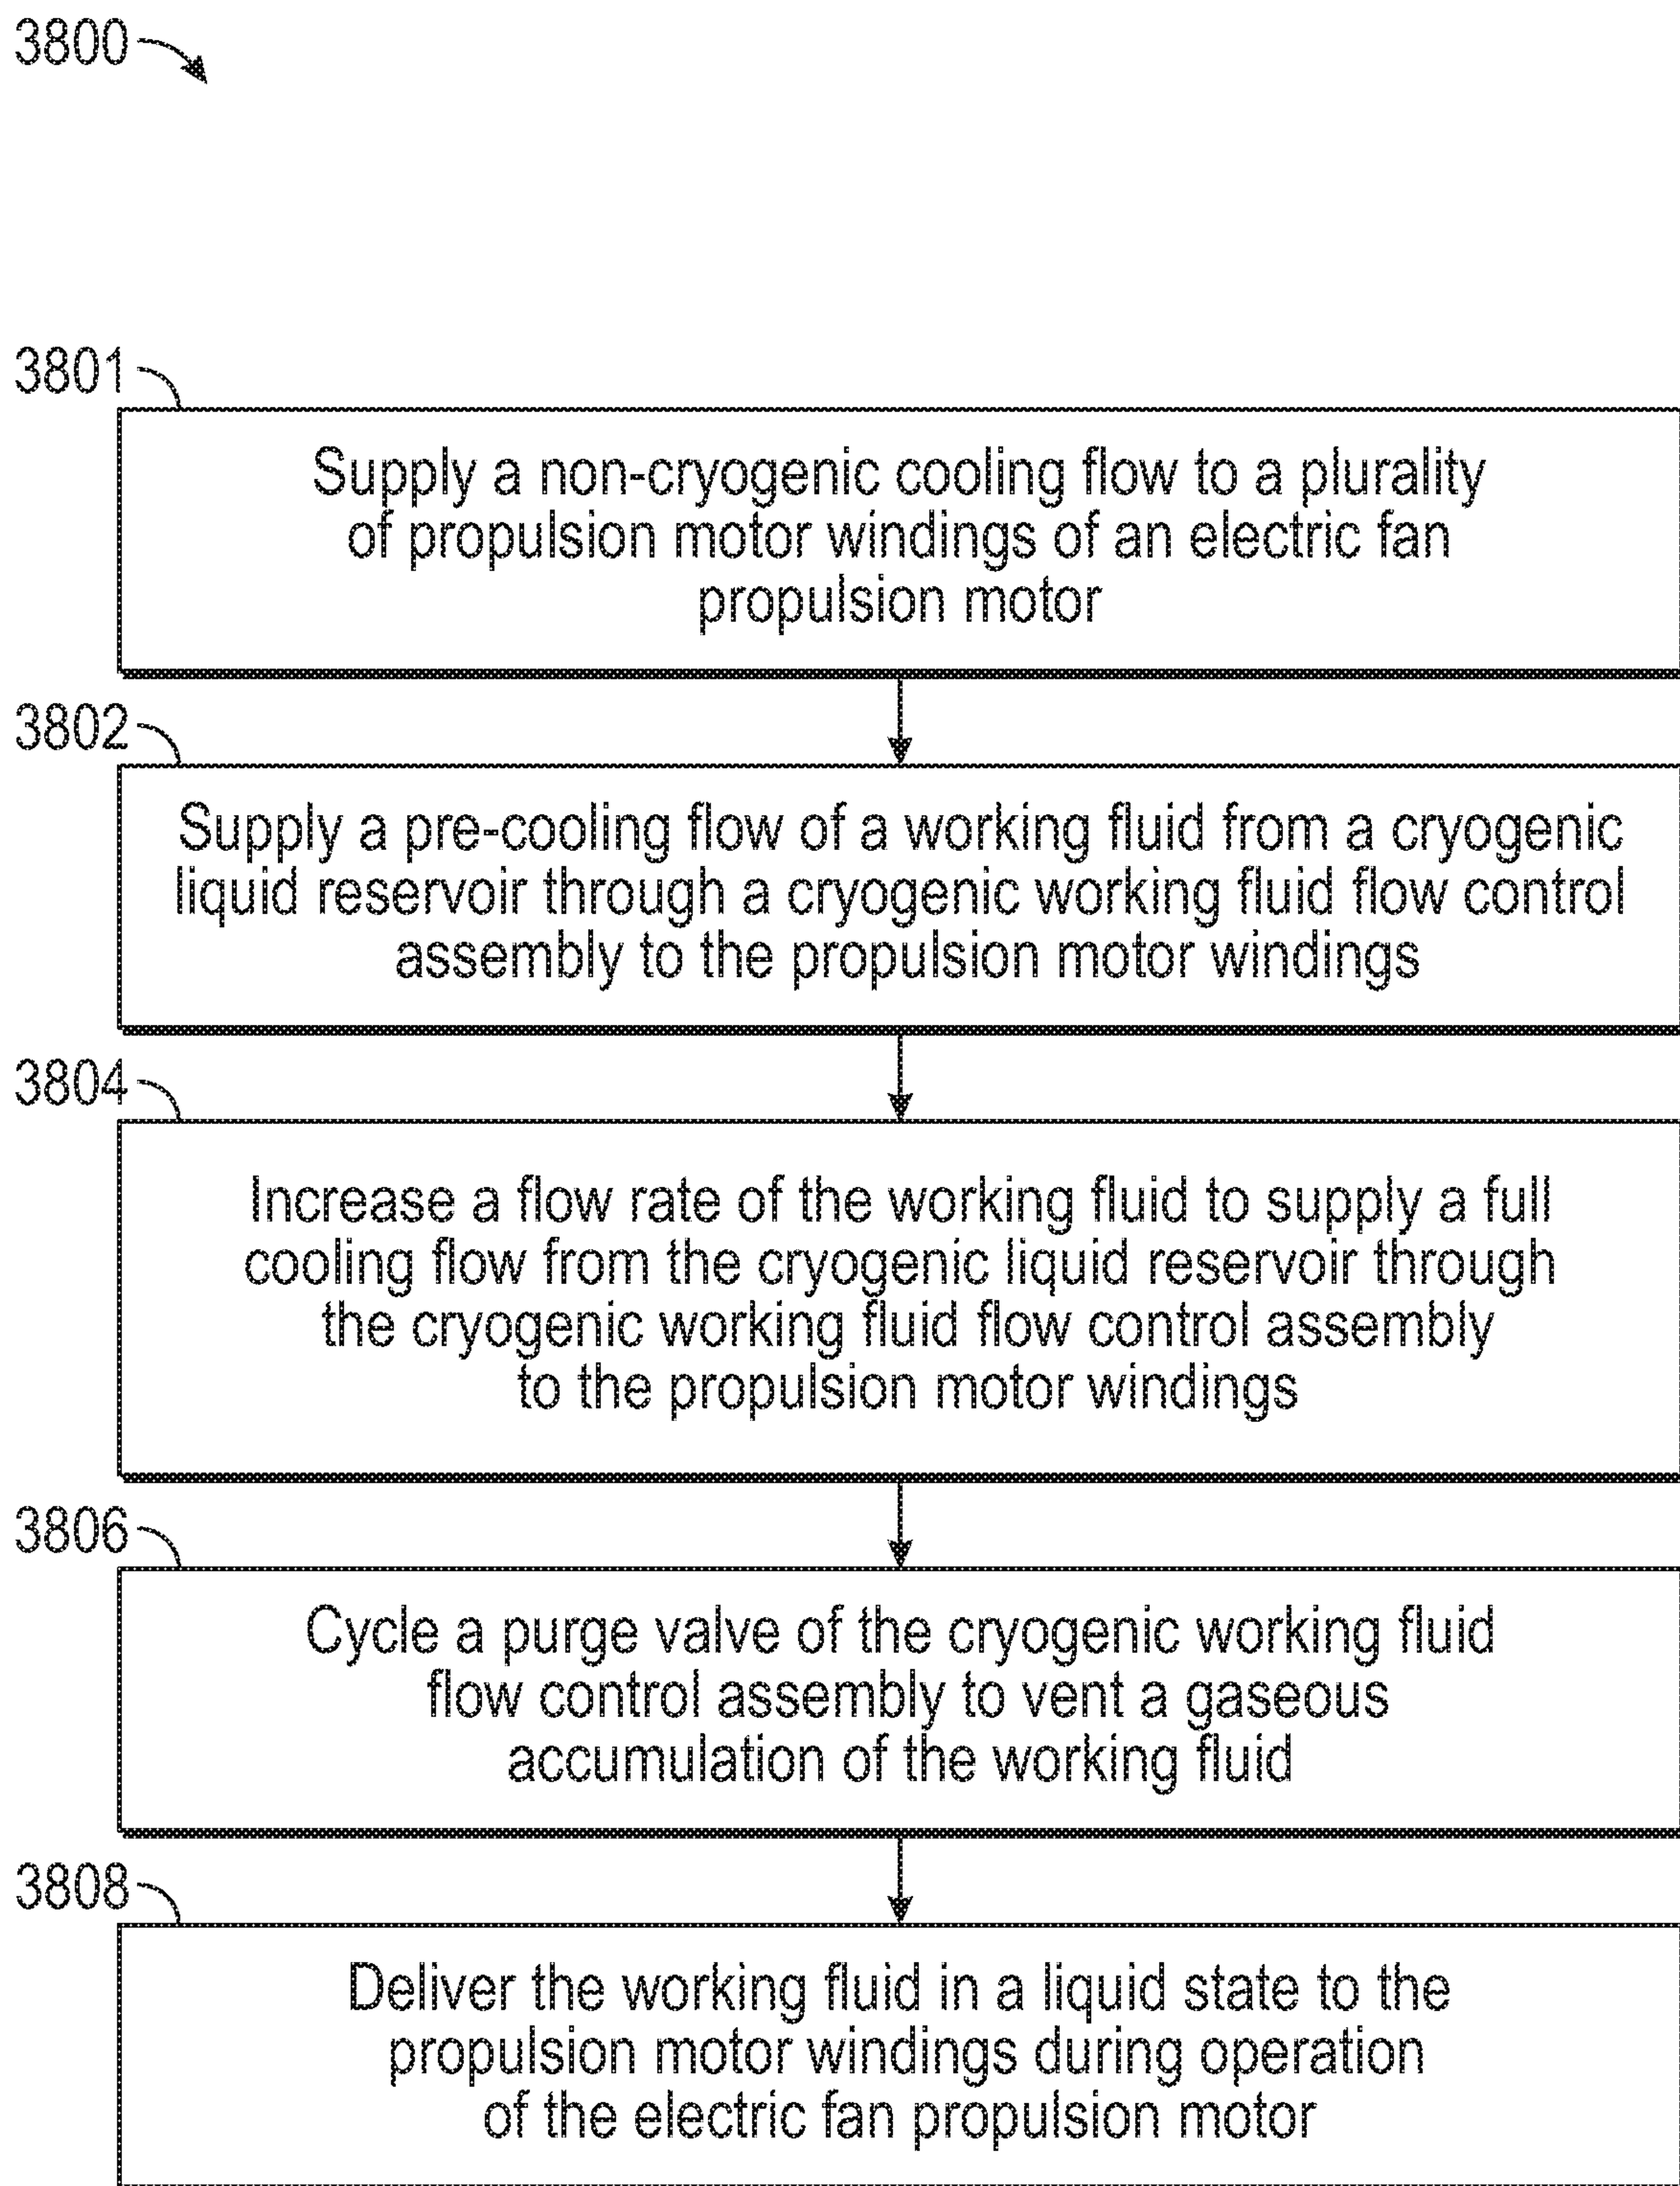 3800
3801
Supply a non-cryogenic cooling flow to a plurality
of propulsion motor windings of an electric fan
propulsion motor
3802
Supply a pre-cooling flow of a working fluid from a cryogenic
liquid reservoir through a cryogenic working fluid flow control
assembly to the propulsion motor windings
3804
Increase a flow rate of the working fluid to supply a full
cooling flow from the cryogenic liquid reservoir through
the cryogenic working fluid flow control assembly
to the propulsion motor windings
3806
Cycle a purge valve of the cryogenic working fluid
flow control assembly to vent a gaseous
accumulation of the working fluid
3808
Deliver the working fluid in a liquid state to the
propulsion motor windings during operation
of the electric fan propulsion motor